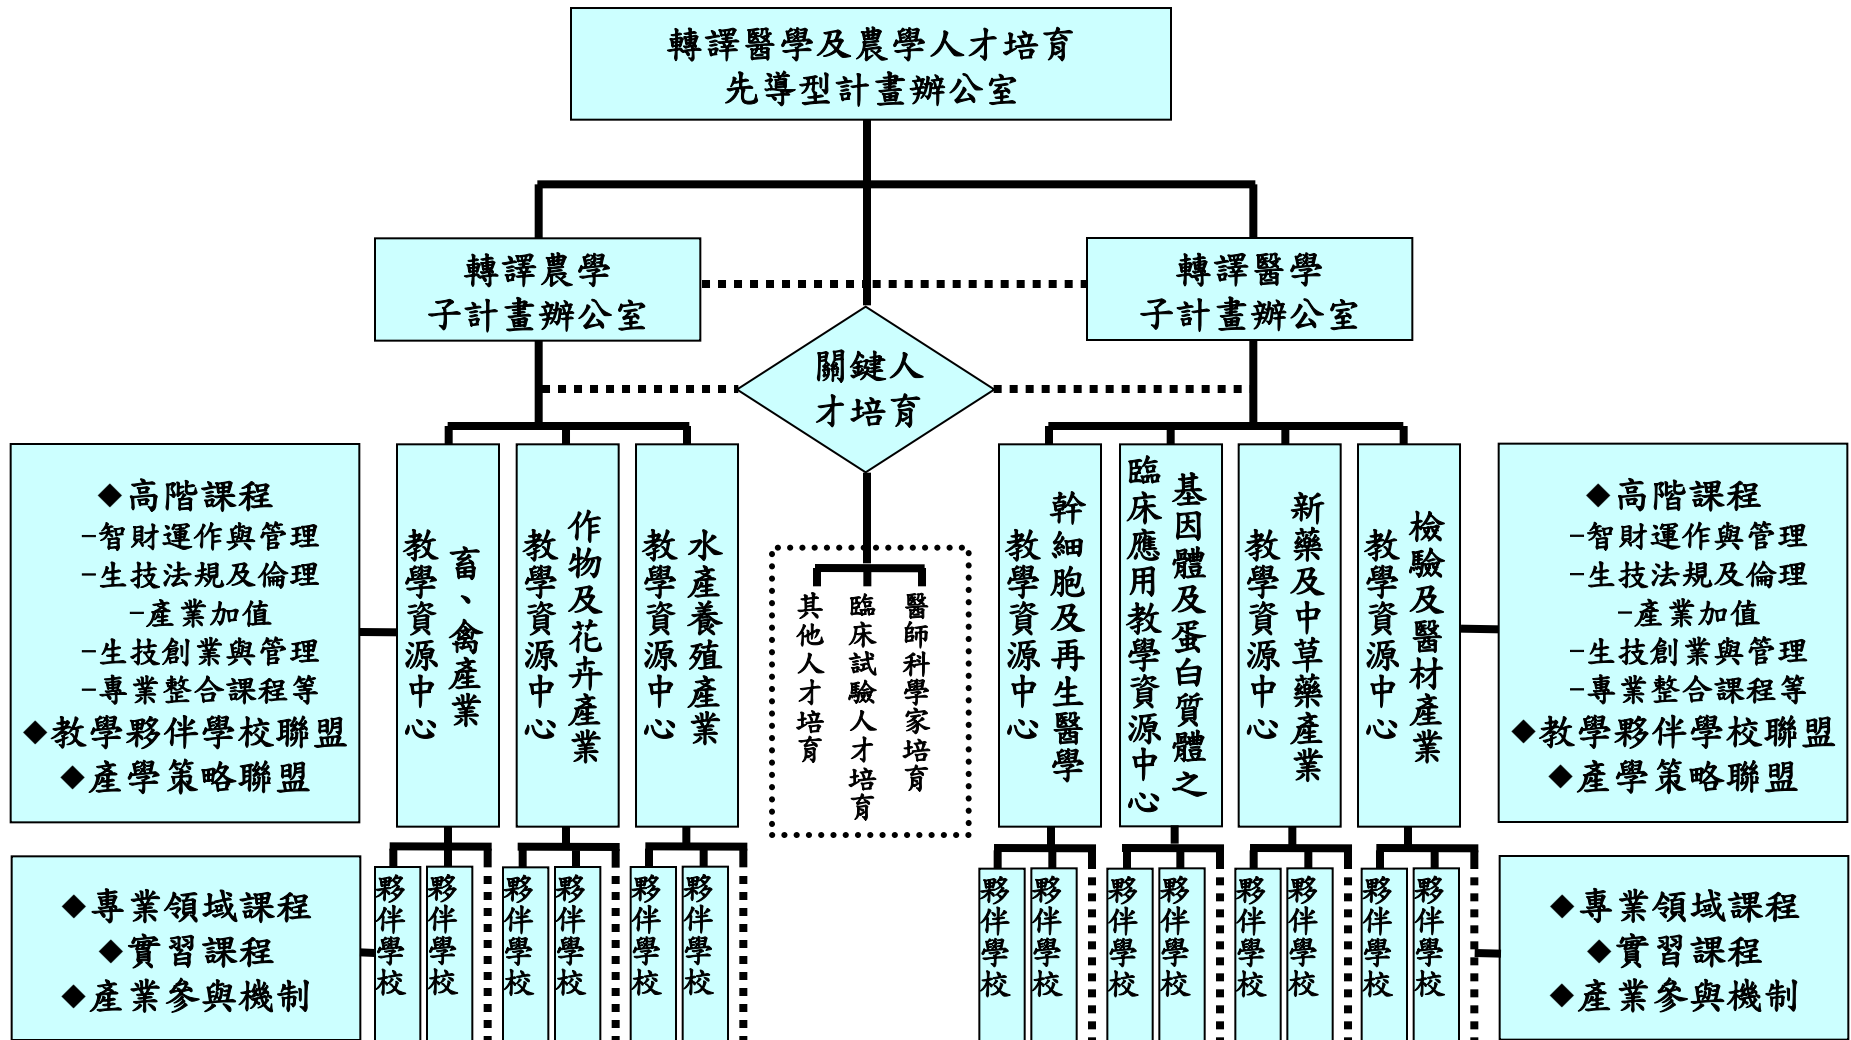 轉譯醫學及農學人才培育
先導型計畫辦公室
轉譯農學
子計畫辦公室
轉譯醫學
子計畫辦公室
關鍵人
才培育
◆高階課程
-智財運作與管理
-生技法規及倫理
-產業加值
-生技創業與管理
-專業整合課程等
◆教學夥伴學校聯盟
◆產學策略聯盟
畜、禽產業
教學資源中心
作物及花卉產業
教學資源中心
水產養殖產業
教學資源中心
醫師科學家培育
臨床試驗人才培育
其他人才培育
幹細胞及再生醫學
教學資源中心
基因體及蛋白質體之
臨床應用教學資源中心
新藥及中草藥產業
教學資源中心
檢驗及醫材產業
教學資源中心
◆高階課程
-智財運作與管理
-生技法規及倫理
-產業加值
-生技創業與管理
-專業整合課程等
◆教學夥伴學校聯盟
◆產學策略聯盟
◆專業領域課程
◆實習課程
◆產業參與機制
夥伴學校
夥伴學校
夥伴學校
夥伴學校
夥伴學校
夥伴學校
夥伴學校
夥伴學校
夥伴學校
夥伴學校
夥伴學校
夥伴學校
夥伴學校
夥伴學校
◆專業領域課程
◆實習課程
◆產業參與機制